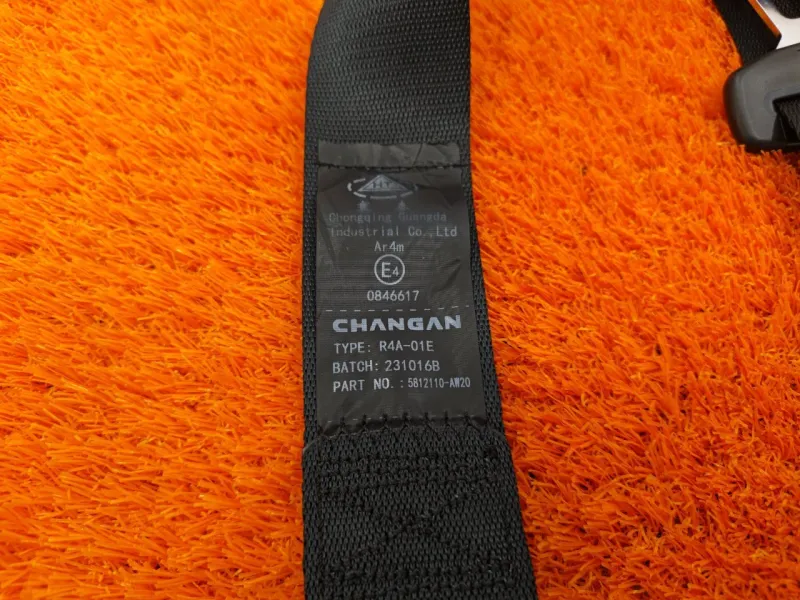 Chongqing Guangda
Industrial Co.,Ltd
Ar4m
E4
0846617
CHANGAN
TYPE: R4A-01E
BATCH: 231016B
PART NO.: 5812110-AW20